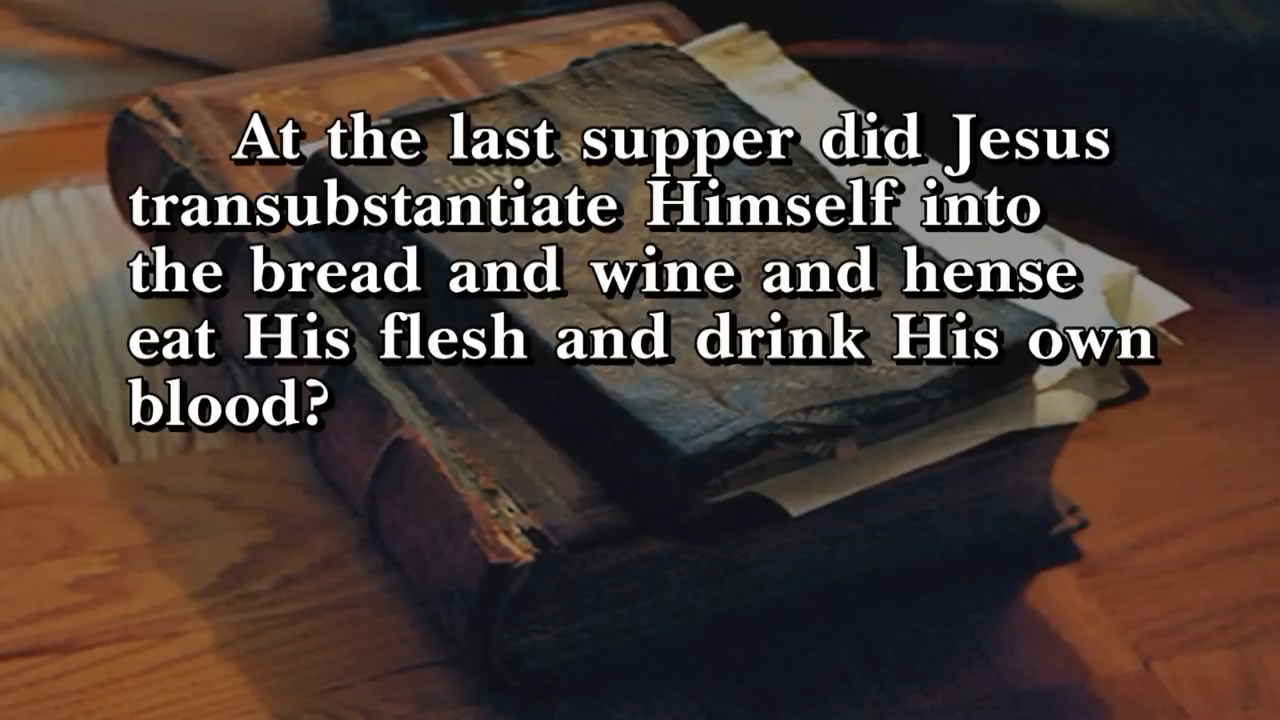 At the last supper did Jesus
transubstantiate Himself into
the bread and wine and hense
eat His flesh and drink His own
blood?